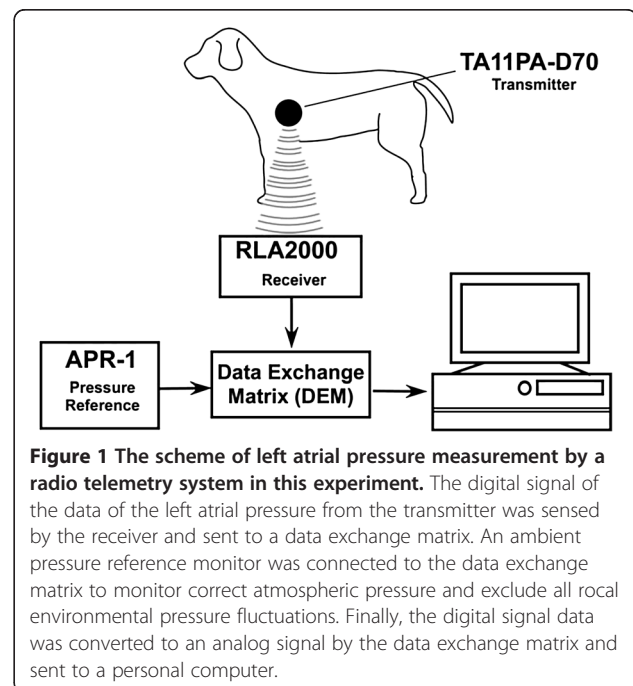 TA11PA-D70
Transmitter
RLA2000
Receiver
APR-1
Pressure
Reference
Data Exchange
Matrix (DEM)
Figure 1 The scheme of left atrial pressure measurement by a
radio telemetry system in this experiment. The digital signal of
the data of the left atrial pressure from the transmitter was sensed
by the receiver and sent to a data exchange matrix. An ambient
pressure reference monitor was connected to the data exchange
matrix to monitor correct atmospheric pressure and exclude all rocal
environmental pressure fluctuations. Finally, the digital signal data
was converted to an analog signal by the data exchange matrix and
sent to a personal computer.